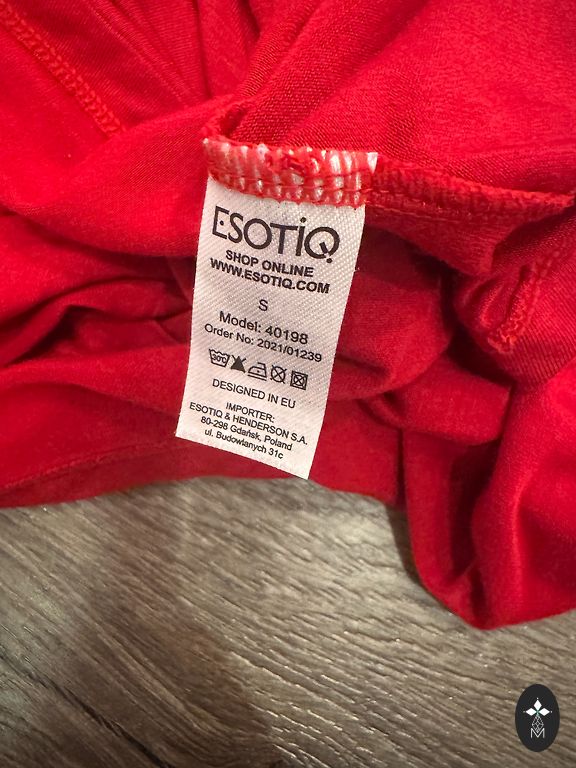 ESOTIQ
SHOP ONLINE
WWW.ESOTIQ.COM
S
Model: 40198
Order No: 2021/01239
30°
DESIGNED IN EU
IMPORTER:
ESOTIQ & HENDERSON S.A.
80-298 Gdańsk, Poland
ul. Budowlanych 31c
M